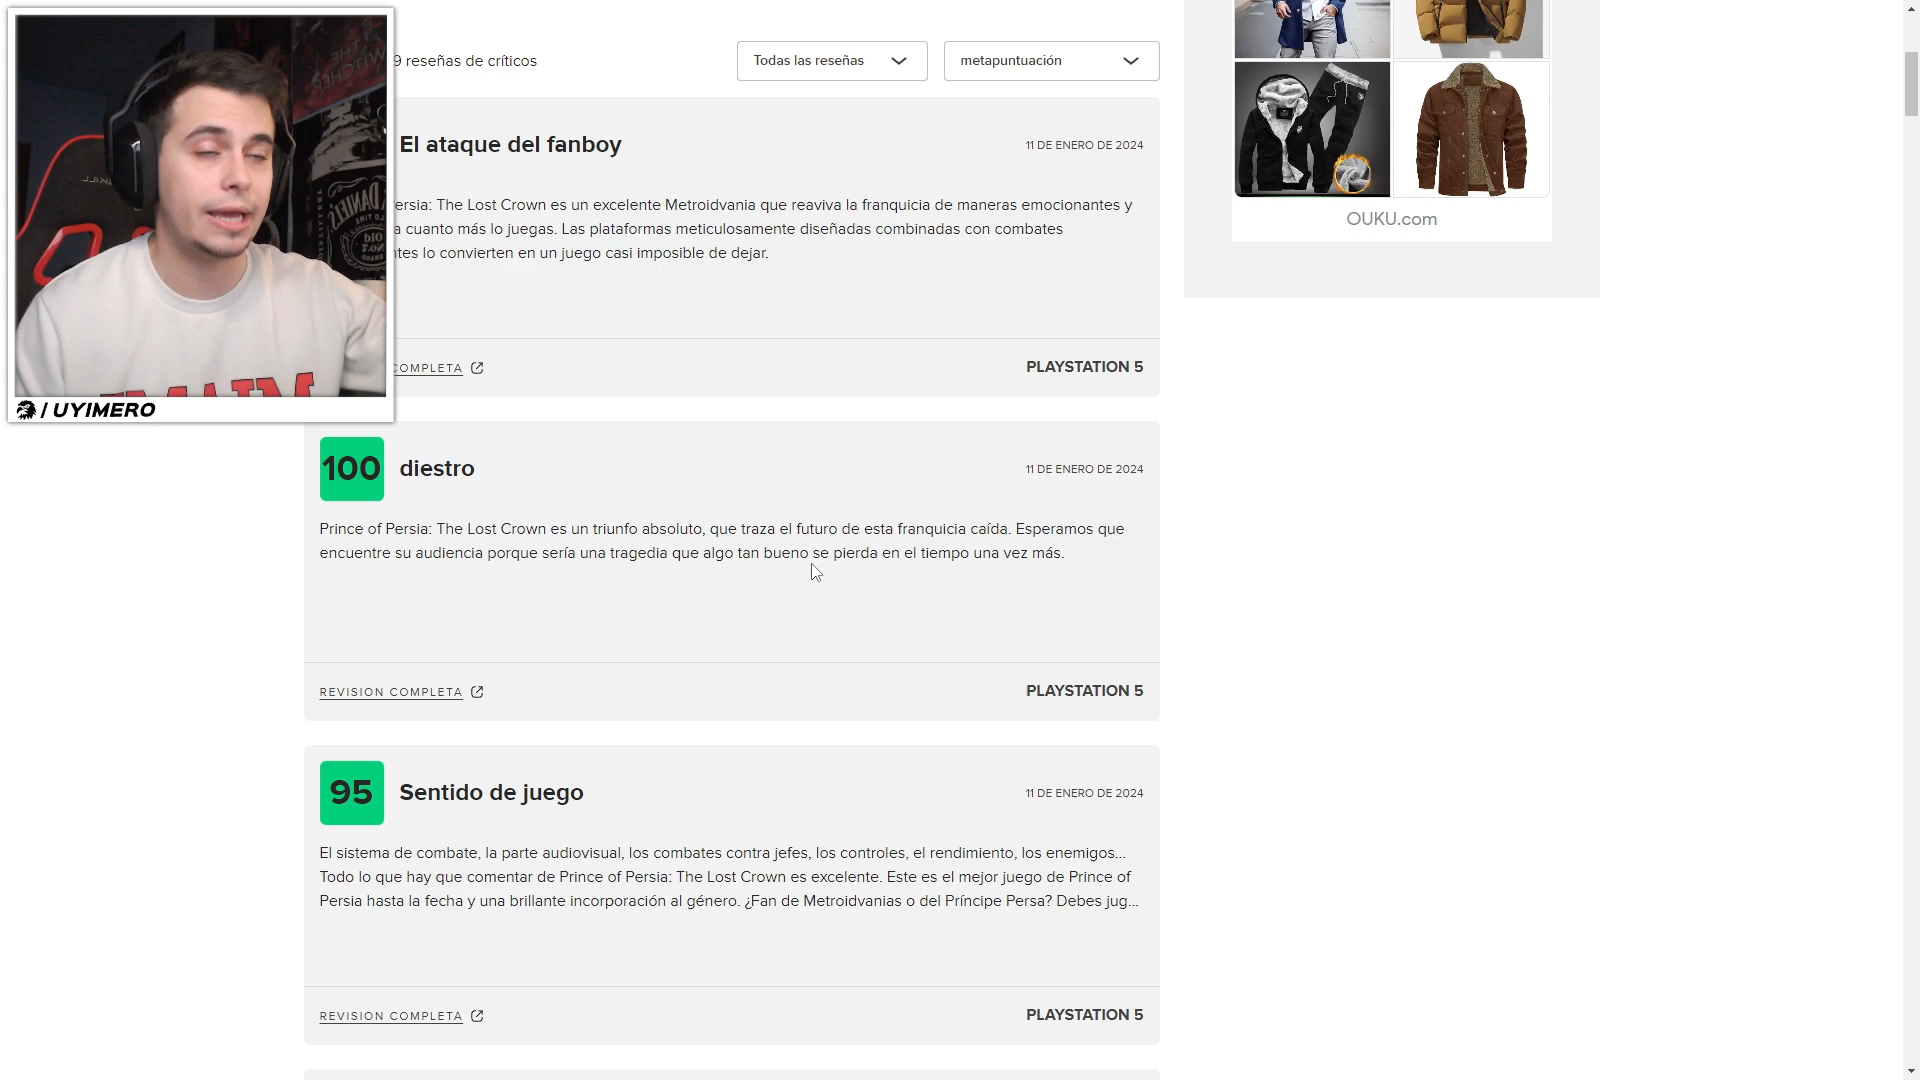 9 reseñas de críticos
Todas las reseñas
metapuntuación
El ataque del fanboy
11 DE ENERO DE 2024
ersia: The Lost Crown es un excelente Metroidvania que reaviva la franquicia de maneras emocionantes y
a cuanto más lo juegas. Las plataformas meticulosamente diseñadas combinadas con combates
ntes lo convierten en un juego casi imposible de dejar.
COMPLETA
PLAYSTATION 5
OUKU.com
/ UYIMERO
100
diestro
11 DE ENERO DE 2024
Prince of Persia: The Lost Crown es un triunfo absoluto, que traza el futuro de esta franquicia caída. Esperamos que
encuentre su audiencia porque sería una tragedia que algo tan bueno se pierda en el tiempo una vez más.
REVISION COMPLETA
PLAYSTATION 5
95
Sentido de juego
11 DE ENERO DE 2024
El sistema de combate, la parte audiovisual, los combates contra jefes, los controles, el rendimiento, los enemigos...
Todo lo que hay que comentar de Prince of Persia: The Lost Crown es excelente. Este es el mejor juego de Prince of
Persia hasta la fecha y una brillante incorporación al género. ¿Fan de Metroidvanias o del Príncipe Persa? Debes jug...
REVISION COMPLETA
PLAYSTATION 5